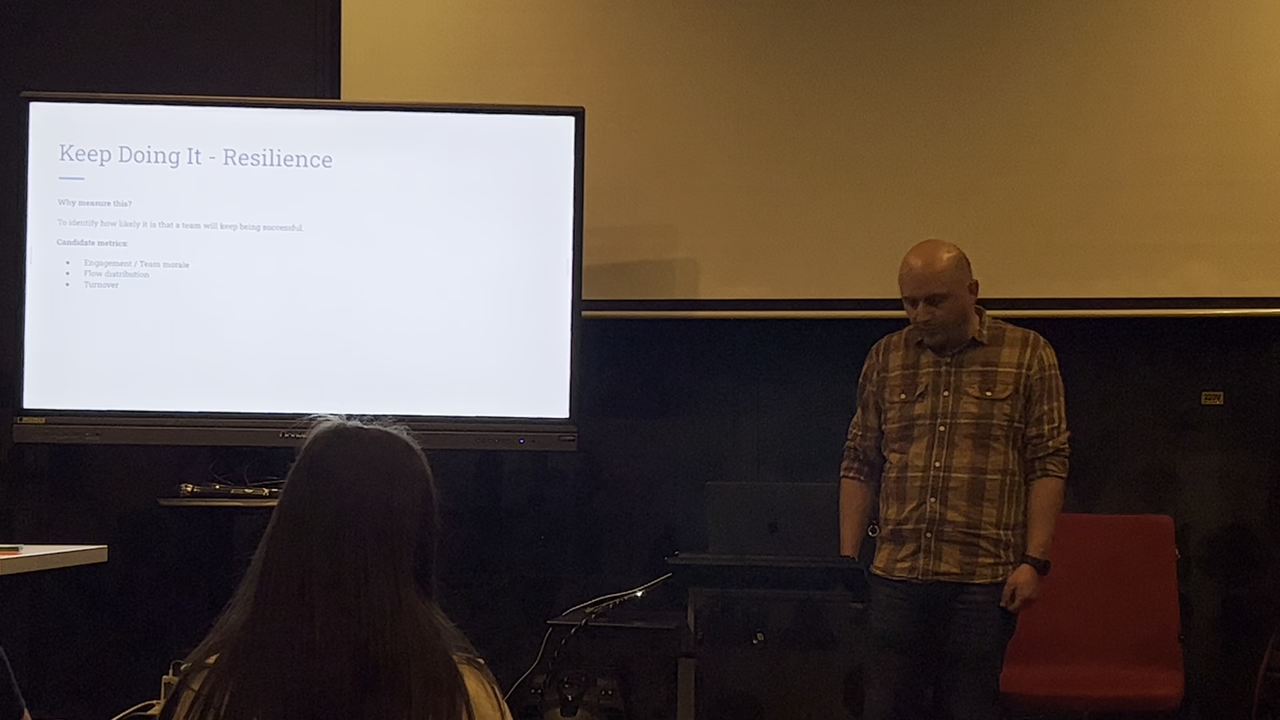 Keep Doing It - Resilience
Why measure this?
To identify how likely it is that a team will keep being successful.
Candidate metrics:
Engagement / Team morale
Flow distribution
Turnover